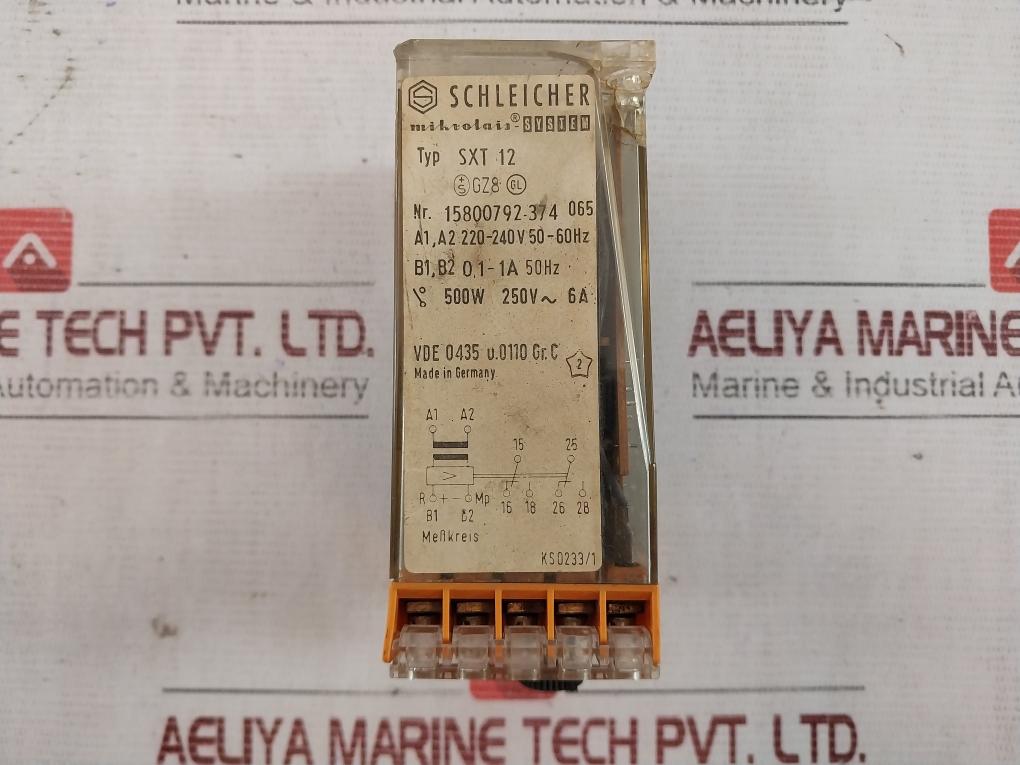 Marine & Industrial Automation & Machinery
SCHLEICHER
mikrolais®-SYSTEM
Typ SXT 12
GZ8 GL
Nr. 15800792-374 065
A1, A2 220-240V 50-60Hz
B1, B2 0,1-1A 50Hz
500W 250V~ 6A
VDE 0435 u.0110 Gr.C 2
Made in Germany
A1 A2
15 25
>
R + - Mp 16 18 26 28
B1 B2
Meßkreis
KS0233/1
E TECH PVT. LTD.
Automation & Machinery
AELIYA MARINE
Marine & Industrial Au
AELIYA MARINE TECH PVT. LTD.